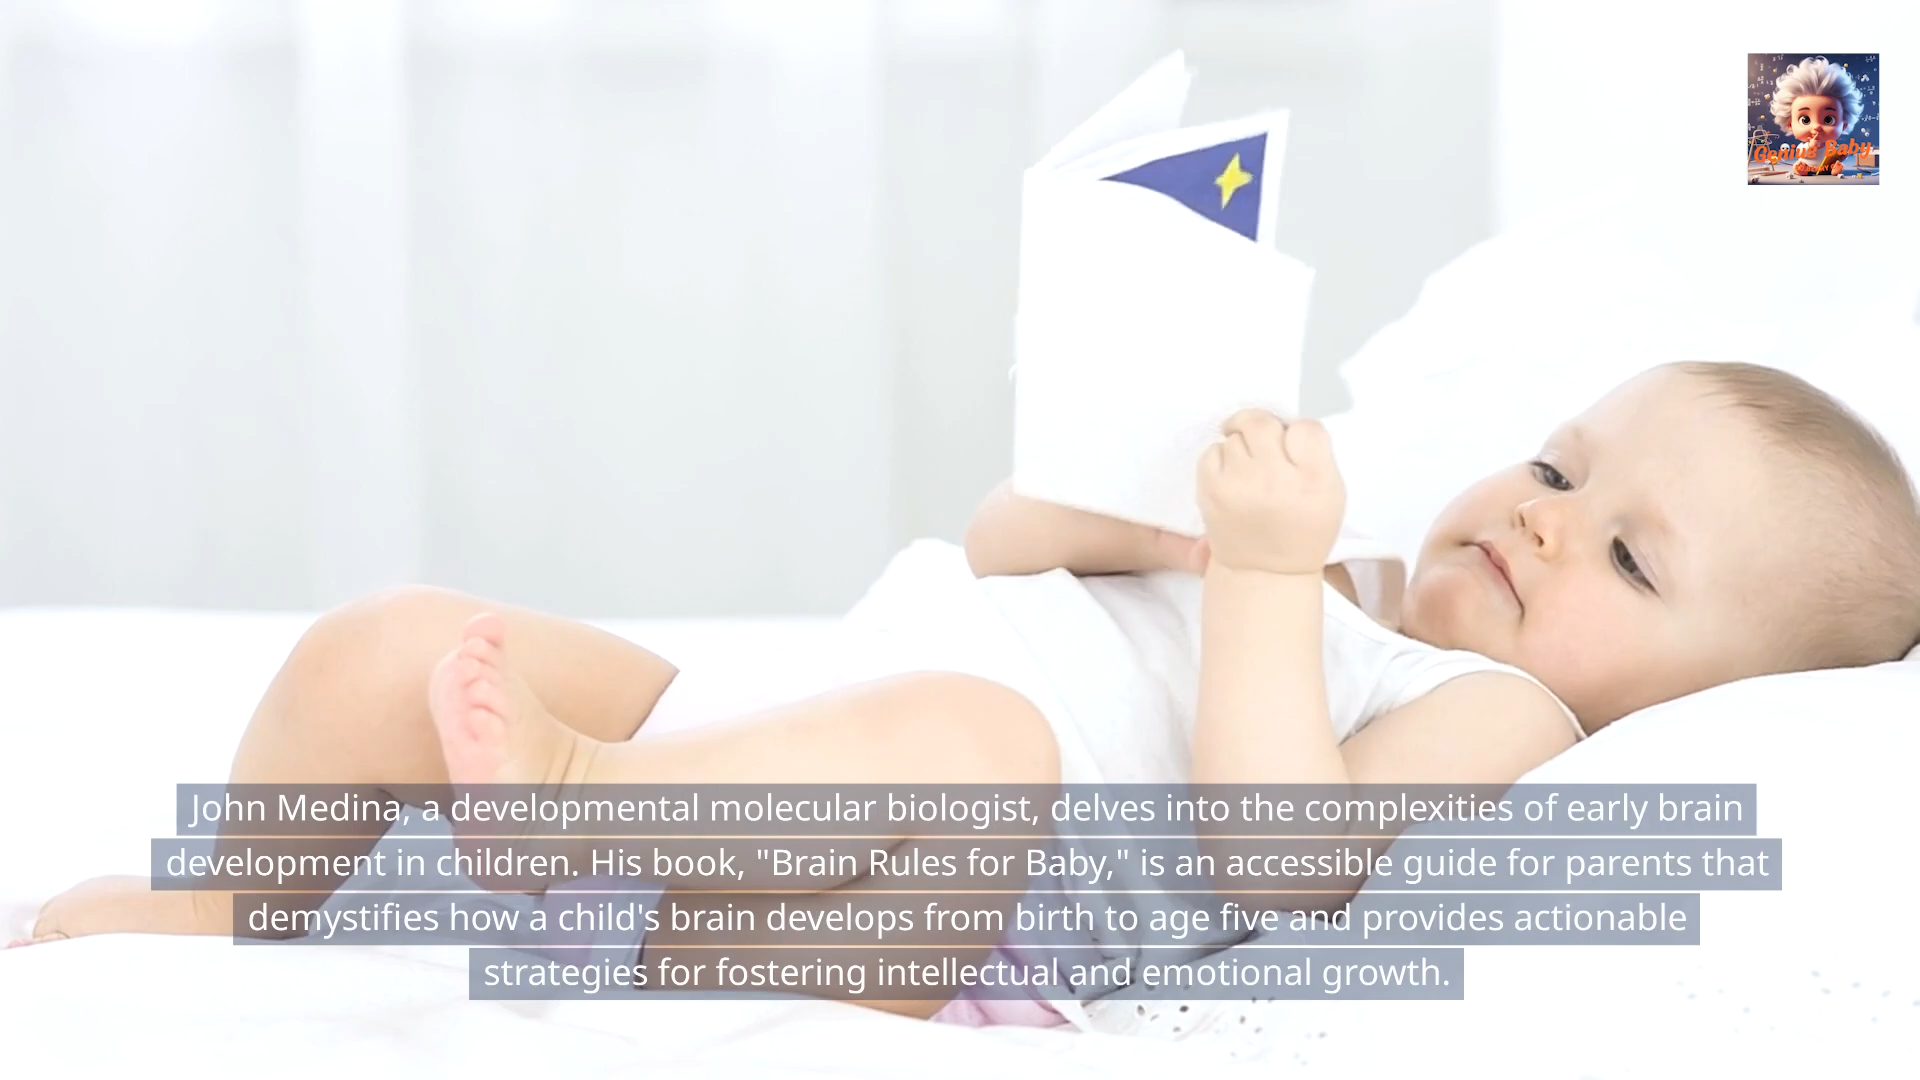 Genius Baby
John Medina, a developmental molecular biologist, delves into the complexities of early brain
development in children. His book, "Brain Rules for Baby," is an accessible guide for parents that
demystifies how a child's brain develops from birth to age five and provides actionable
strategies for fostering intellectual and emotional growth.